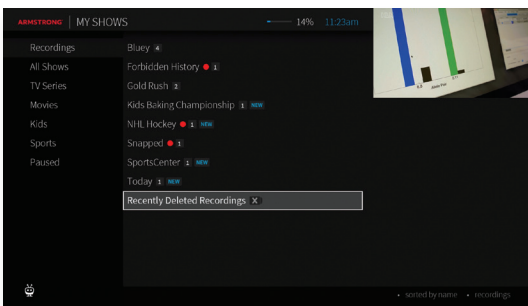 ARMSTRONG MY SHOWS 14% 11:23am
Recordings
All Shows
TV Series
Movies
Kids
Sports
Paused
Bluey 4
Forbidden History 1
Gold Rush 2
Kids Baking Championship 1 NEW
NHL Hockey 1 NEW
Snapped 1
SportsCenter 1 NEW
Today 1 NEW
Recently Deleted Recordings X
• sorted by name • recordings